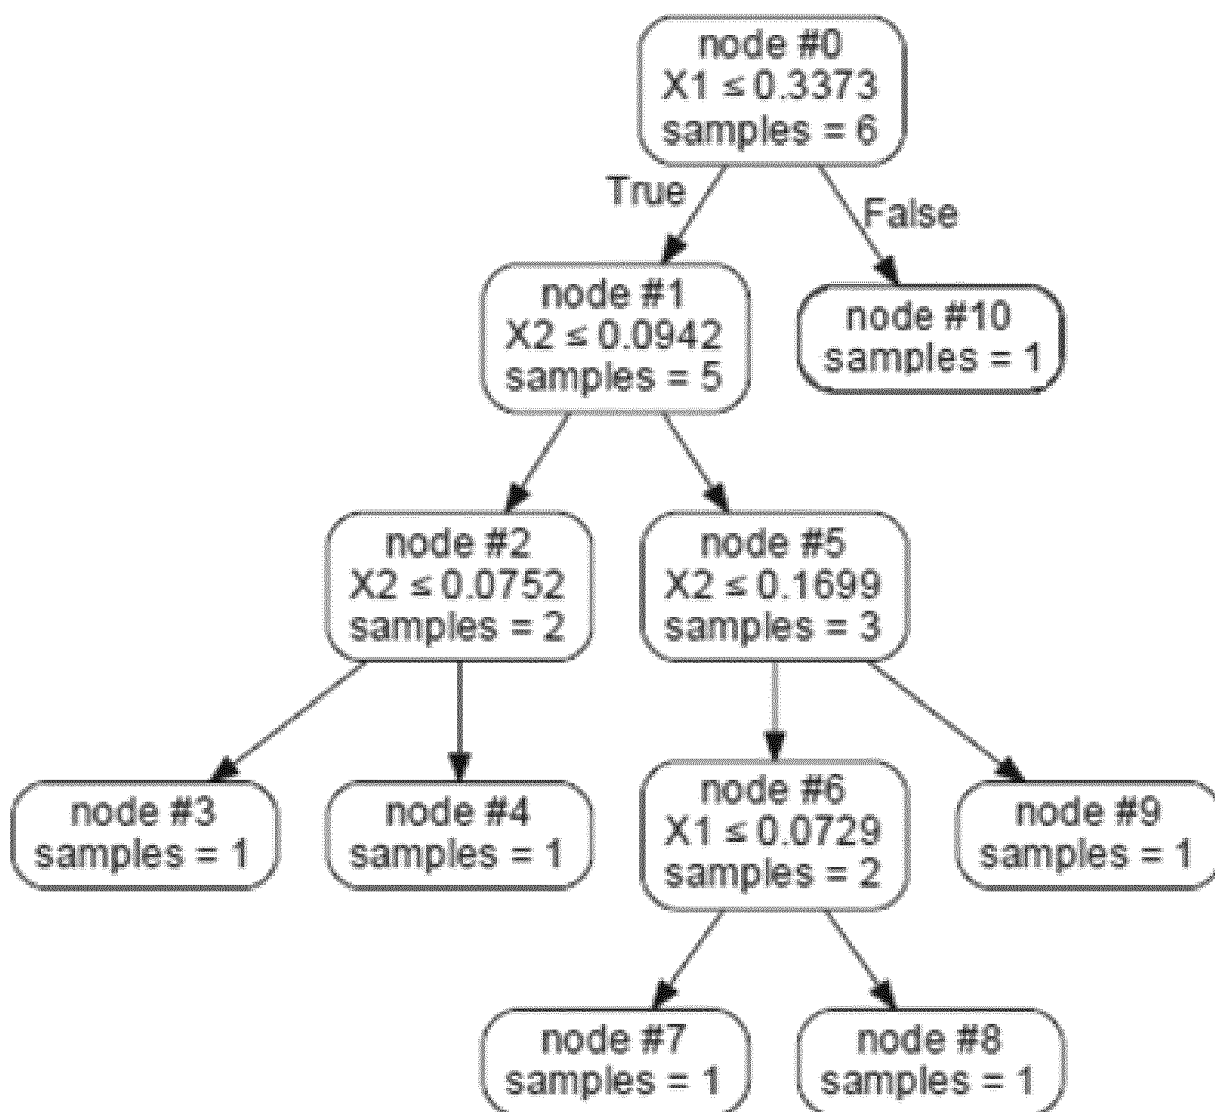 node #0
X1 ≤ 0.3373
samples = 6
True
False
node #1
X2 ≤ 0.0942
samples = 5
node #10
samples = 1
node #2
X2 ≤ 0.0752
samples = 2
node #5
X2 ≤ 0.1699
samples = 3
node #3
samples = 1
node #4
samples = 1
node #6
X1 ≤ 0.0729
samples = 2
node #9
samples = 1
node #7
samples = 1
node #8
samples = 1